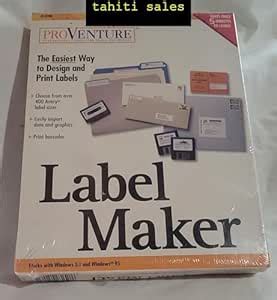 tahiti sales
PROVENTURE
The Easiest Way
to Design and
Print Labels
Choose from over
400 Avery
label sizes
Easily import
data and graphics
Print barcodes
Label
Maker
Works with Windows 3.1 and Windows 95